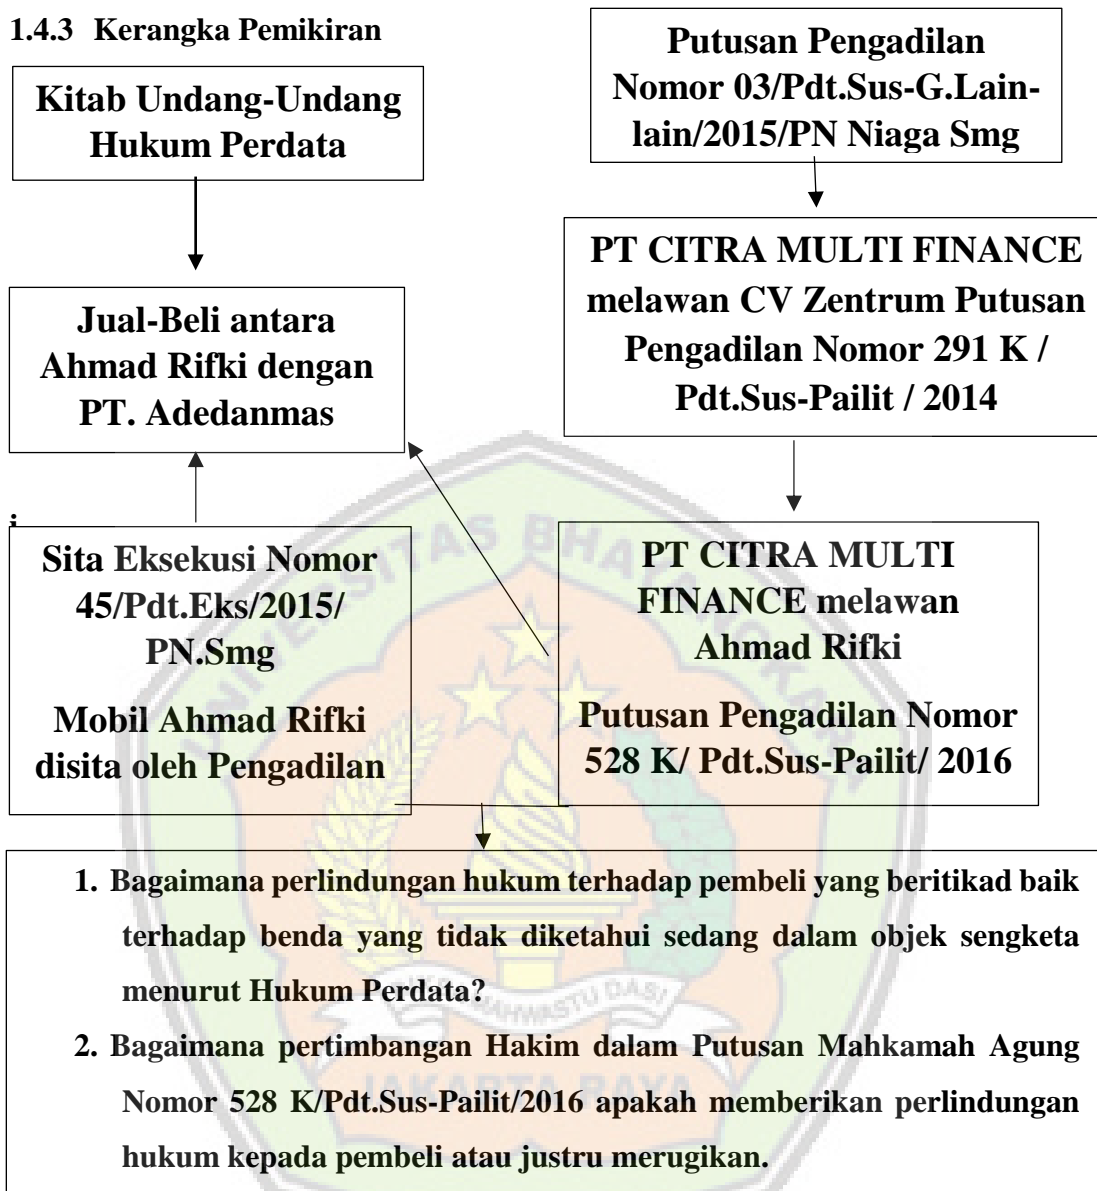 1.4.3 Kerangka Pemikiran
Kitab Undang-Undang
Hukum Perdata
Putusan Pengadilan
Nomor 03/Pdt.Sus-G.Lain-
lain/2015/PN Niaga Smg
Jual-Beli antara
Ahmad Rifki dengan
PT. Adedanmas
PT CITRA MULTI FINANCE
melawan CV Zentrum Putusan
Pengadilan Nomor 291 K /
Pdt.Sus-Pailit / 2014
Sita Eksekusi Nomor
45/Pdt.Eks/2015/
PN.Smg
Mobil Ahmad Rifki
disita oleh Pengadilan
PT CITRA MULTI
FINANCE melawan
Ahmad Rifki
Putusan Pengadilan Nomor
528 K/ Pdt.Sus-Pailit/ 2016
1. Bagaimana perlindungan hukum terhadap pembeli yang beritikad baik
terhadap benda yang tidak diketahui sedang dalam objek sengketa
menurut Hukum Perdata?
2. Bagaimana pertimbangan Hakim dalam Putusan Mahkamah Agung
Nomor 528 K/Pdt.Sus-Pailit/2016 apakah memberikan perlindungan
hukum kepada pembeli atau justru merugikan.
UNIVERSITAS BHAYANGKARA
JAKARTA RAYA